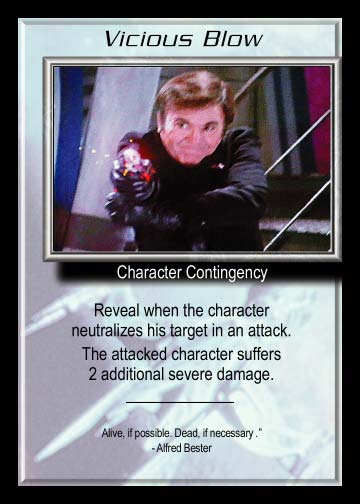 Vicious Blow
Character Contingency
Reveal when the character
neutralizes his target in an attack.
The attacked character suffers
2 additional severe damage.
Alive, if possible. Dead, if necessary ."
- Alfred Bester